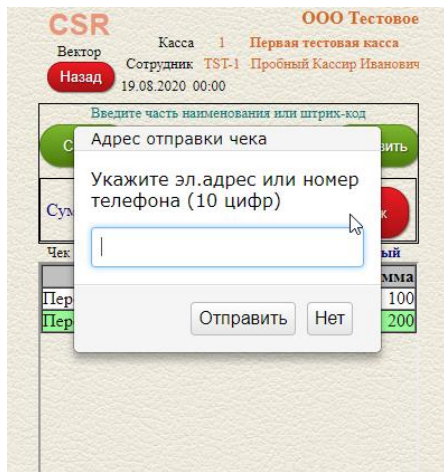 CSR
ООО Тестовое
Вектор
Касса 1 Первая тестовая касса
Назад
Сотрудник TST-1 Пробный Кассир Иванович
19.08.2020 00:00
Введите часть наименования или штрих-код
Адрес отправки чека
Укажите эл.адрес или номер
телефона (10 цифр)
Чек
Отправить Нет
100
200